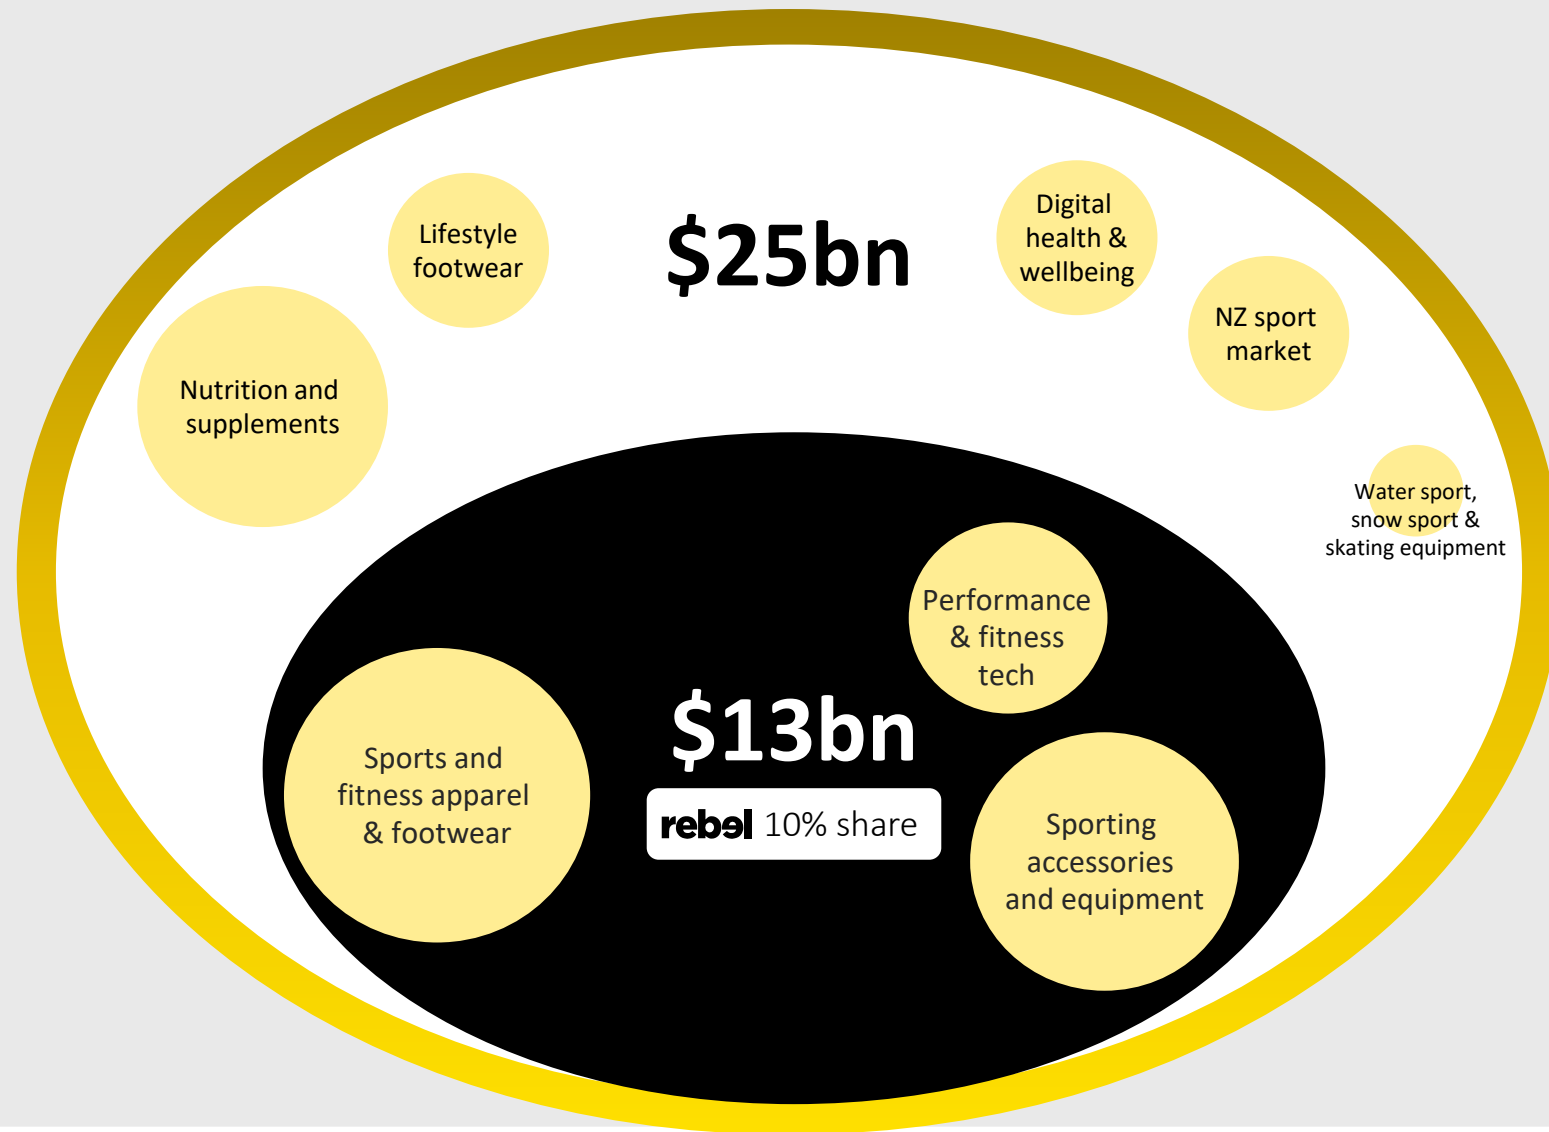 $25bn
Lifestyle
footwear
Digital
health &
wellbeing
NZ sport
market
Nutrition and
supplements
Water sport,
snow sport &
skating equipment
Performance
& fitness
tech
$13bn
rebel 10% share
Sports and
fitness apparel
& footwear
Sporting
accessories
and equipment